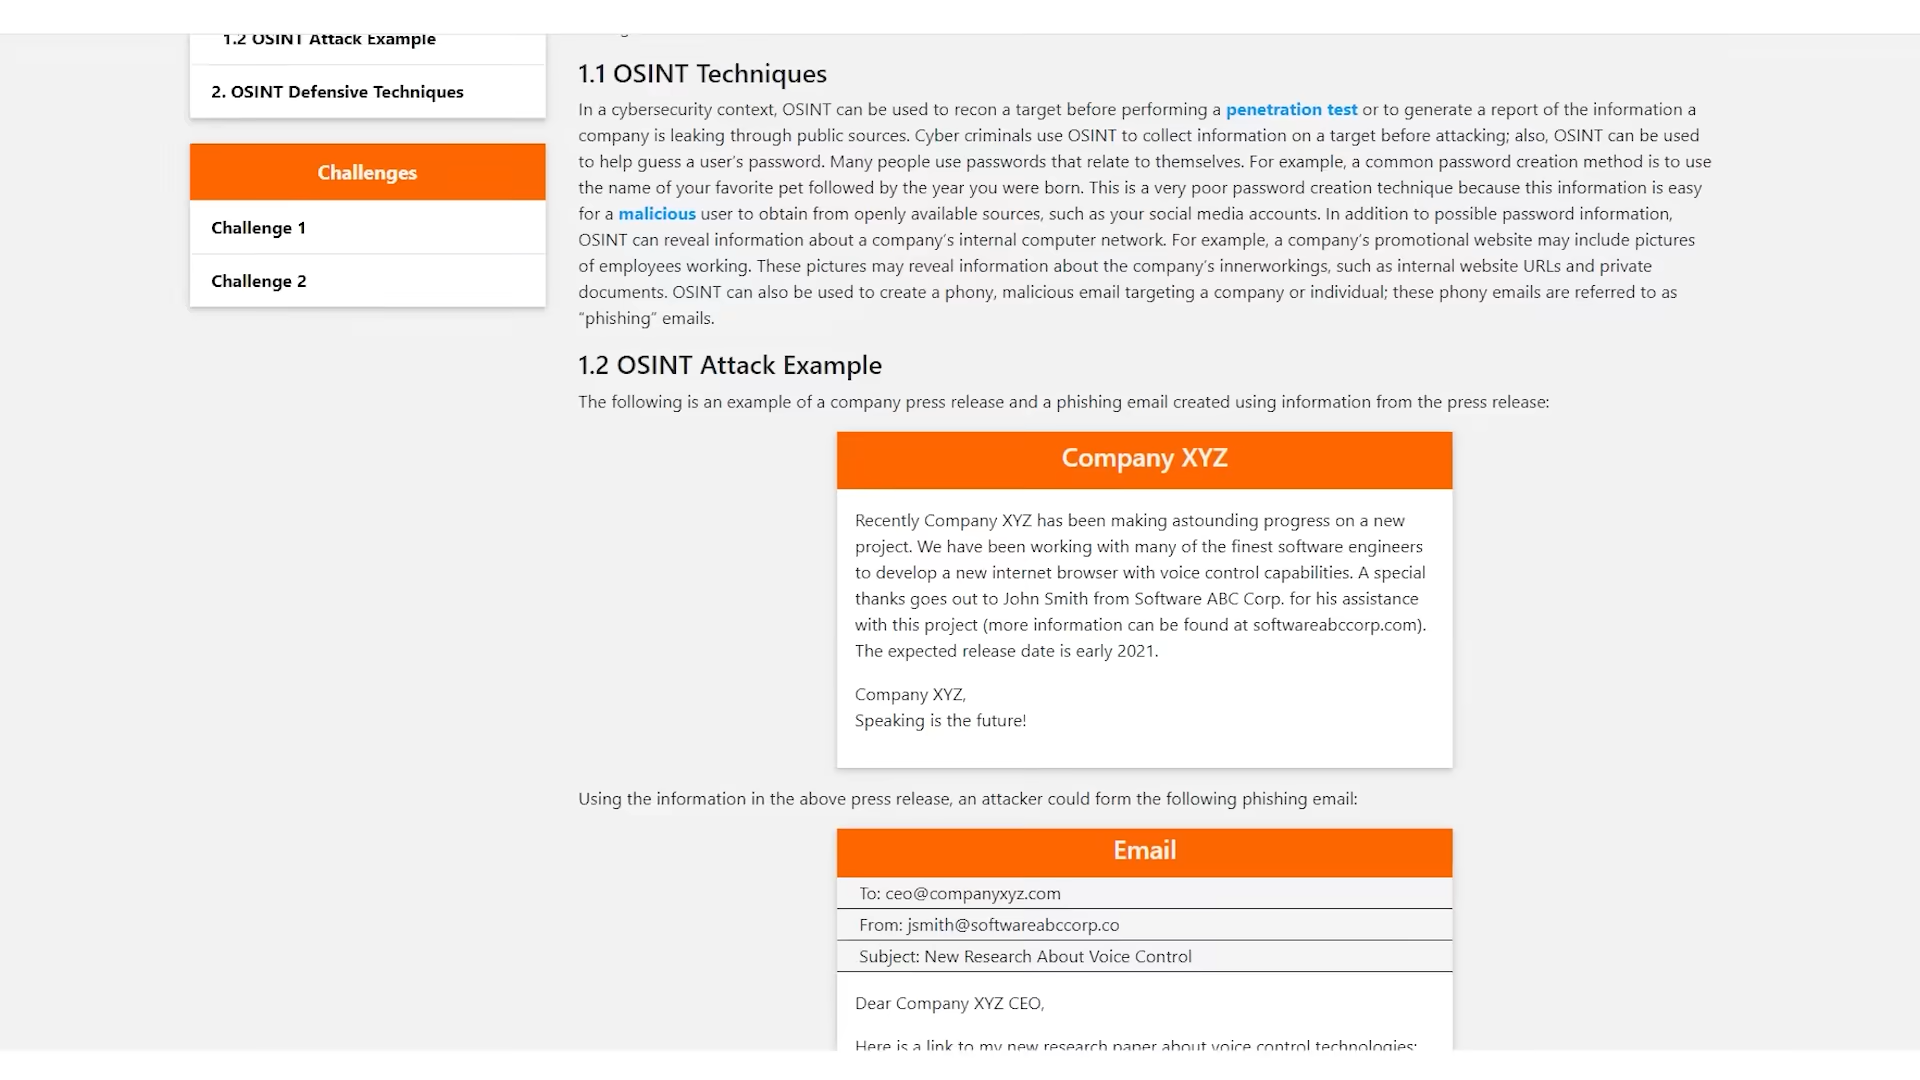 1.2 OSINT Attack Example
2. OSINT Defensive Techniques
Challenges
Challenge 1
Challenge 2
1.1 OSINT Techniques
In a cybersecurity context, OSINT can be used to recon a target before performing a penetration test or to generate a report of the information a
company is leaking through public sources. Cyber criminals use OSINT to collect information on a target before attacking; also, OSINT can be used
to help guess a user’s password. Many people use passwords that relate to themselves. For example, a common password creation method is to use
the name of your favorite pet followed by the year you were born. This is a very poor password creation technique because this information is easy
for a malicious user to obtain from openly available sources, such as your social media accounts. In addition to possible password information,
OSINT can reveal information about a company’s internal computer network. For example, a company’s promotional website may include pictures
of employees working. These pictures may reveal information about the company’s innerworkings, such as internal website URLs and private
documents. OSINT can also be used to create a phony, malicious email targeting a company or individual; these phony emails are referred to as
“phishing” emails.
1.2 OSINT Attack Example
The following is an example of a company press release and a phishing email created using information from the press release:
Company XYZ
Recently Company XYZ has been making astounding progress on a new
project. We have been working with many of the finest software engineers
to develop a new internet browser with voice control capabilities. A special
thanks goes out to John Smith from Software ABC Corp. for his assistance
with this project (more information can be found at softwareabccorp.com).
The expected release date is early 2021.
Company XYZ,
Speaking is the future!
Using the information in the above press release, an attacker could form the following phishing email:
Email
To: ceo@companyxyz.com
From: jsmith@softwareabccorp.co
Subject: New Research About Voice Control
Dear Company XYZ CEO,
Here is a link to my new research paper about voice control technologies: